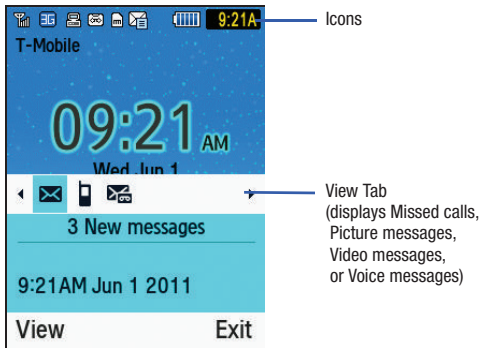 9:21A
Icons
T-Mobile
09:21 AM
Wed Jun 1
View Tab
(displays Missed calls,
Picture messages,
Video messages,
or Voice messages)
3 New messages
9:21AM Jun 1 2011
View Exit